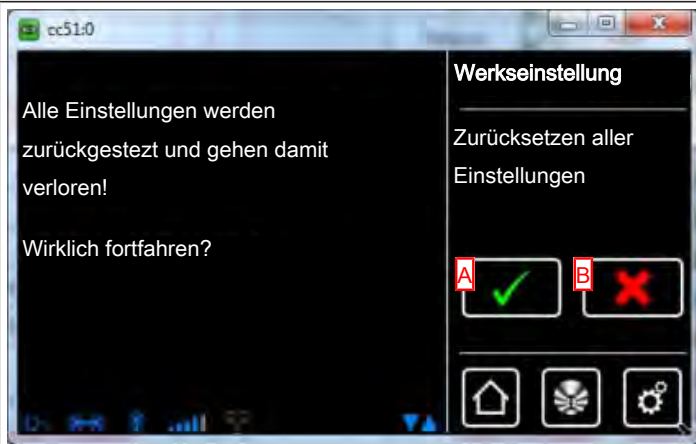 cc51:0
Alle Einstellungen werden
zurückgestezt und gehen damit
verloren!
Wirklich fortfahren?
Werkseinstellung
Zurücksetzen aller
Einstellungen
A
B